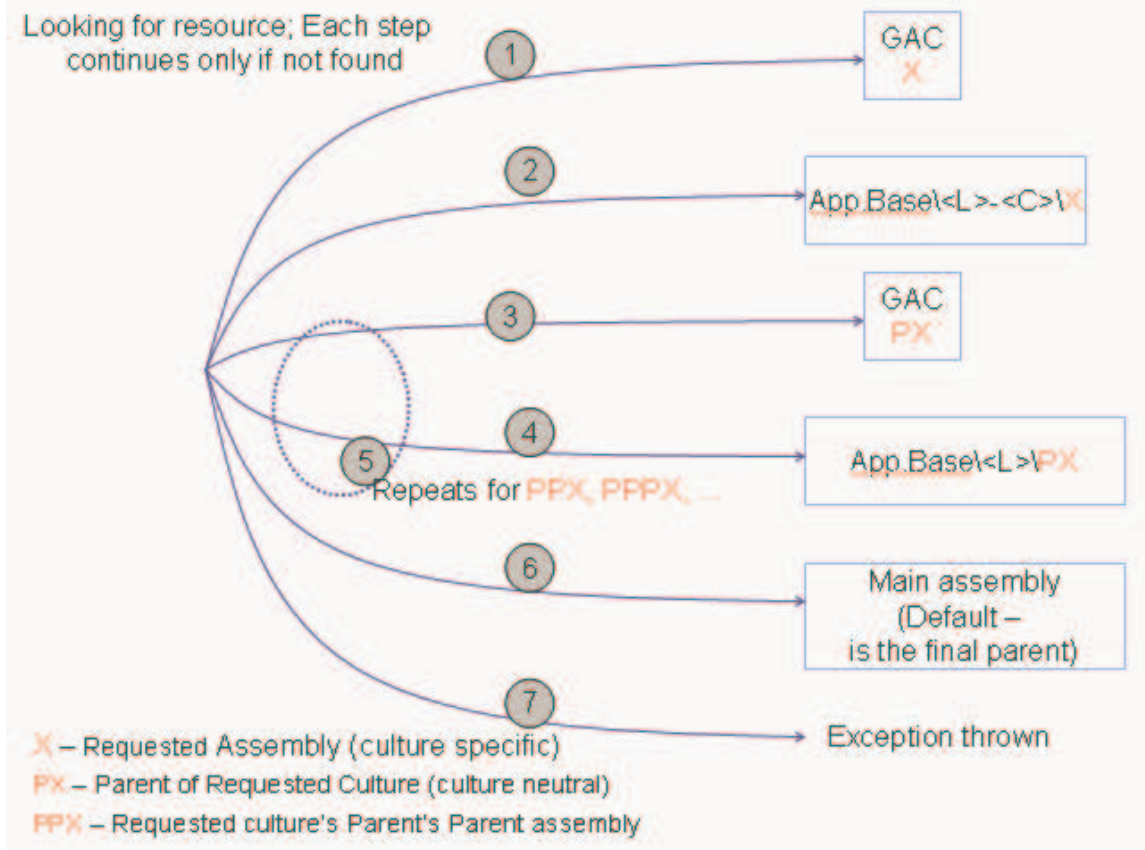 Looking for resource; Each step
continues only if not found
1
GAC
X
2
App.Base\<L>-<C>\X
3
GAC
PX
4
App.Base\<L>\PX
5
Repeats for PPX, PPPX, ...
6
Main assembly
(Default –
is the final parent)
7
Exception thrown
X – Requested Assembly (culture specific)
PX – Parent of Requested Culture (culture neutral)
PPX – Requested culture's Parent's Parent assembly